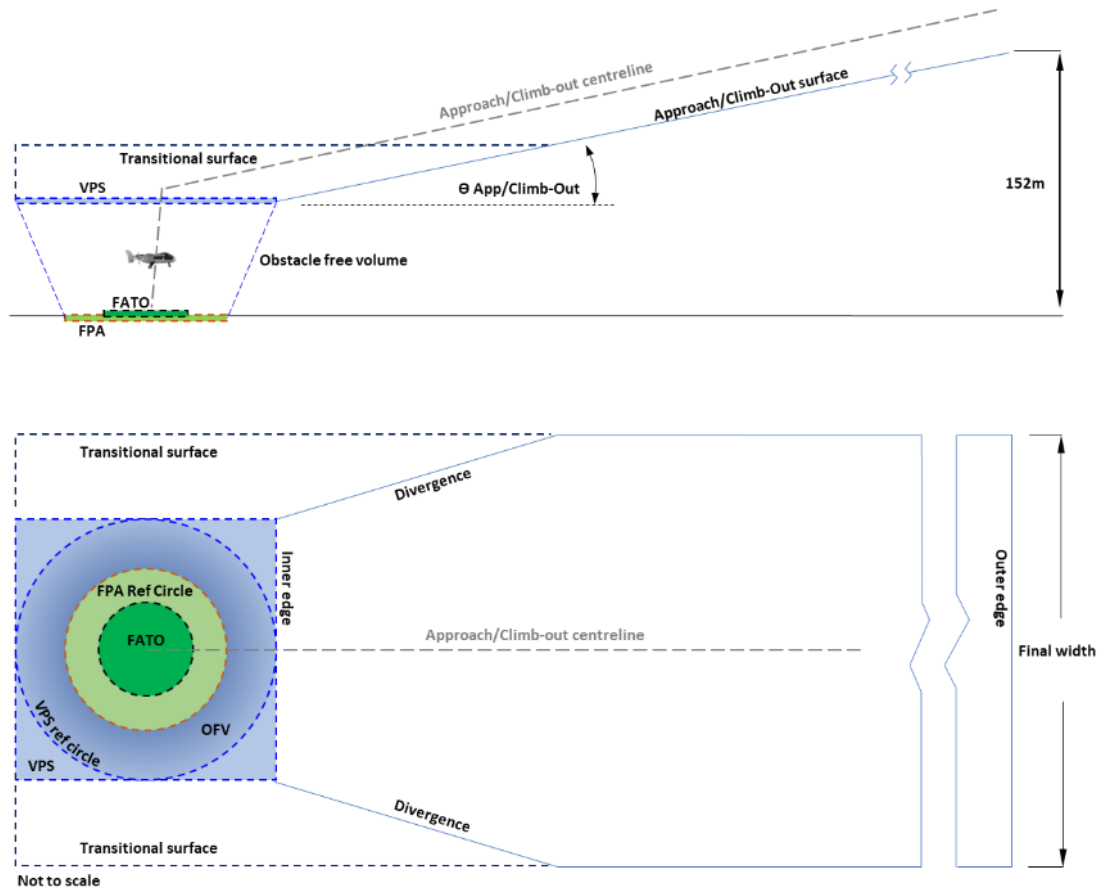 Approach/Climb-out centreline
Approach/Climb-Out surface
Transitional surface
VPS
Ө App/Climb-Out
152m
Obstacle free volume
FATO
FPA
Transitional surface
Divergence
Inner edge
Outer edge
FPA Ref Circle
FATO
Approach/Climb-out centreline
Final width
VPS ref circle
OFV
VPS
Divergence
Transitional surface
Not to scale